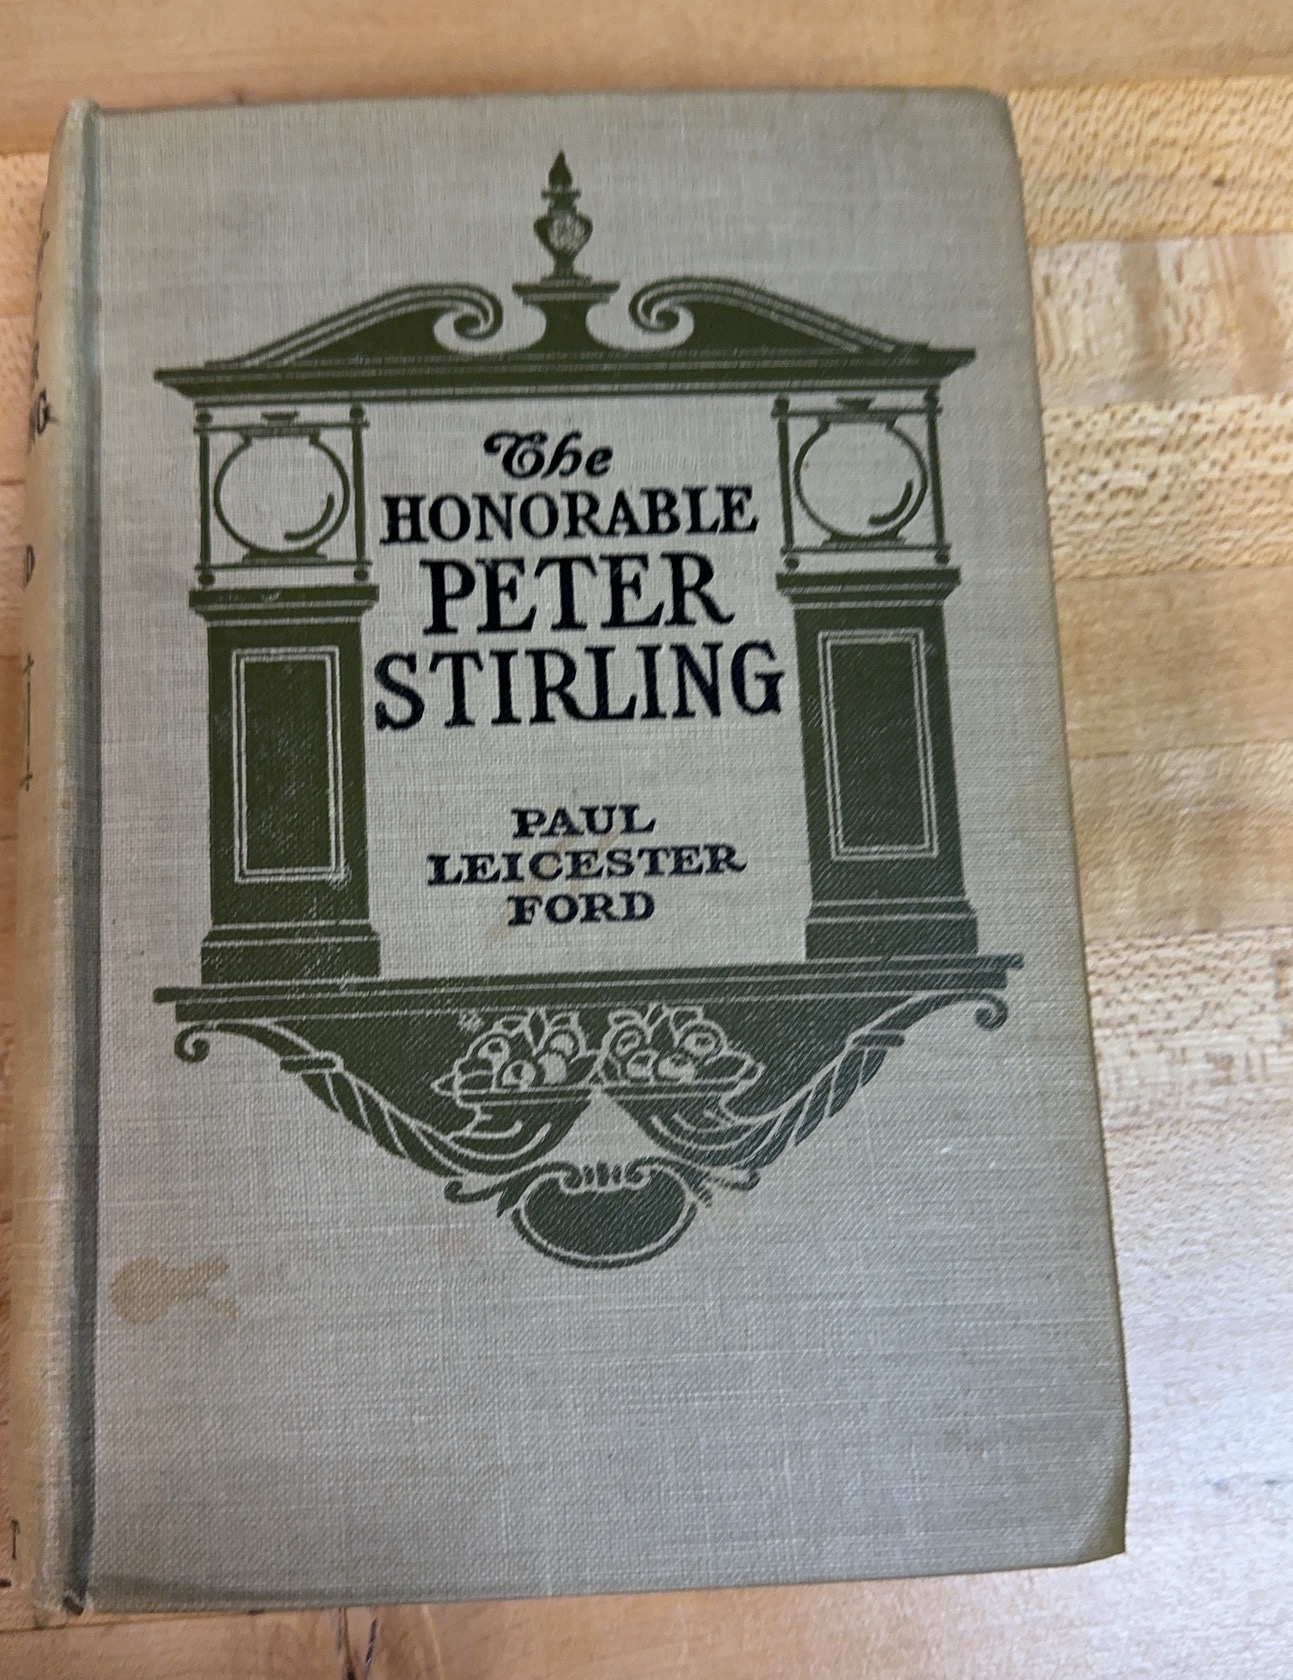 The
HONORABLE
PETER
STIRLING
PAUL
LEICESTER
FORD